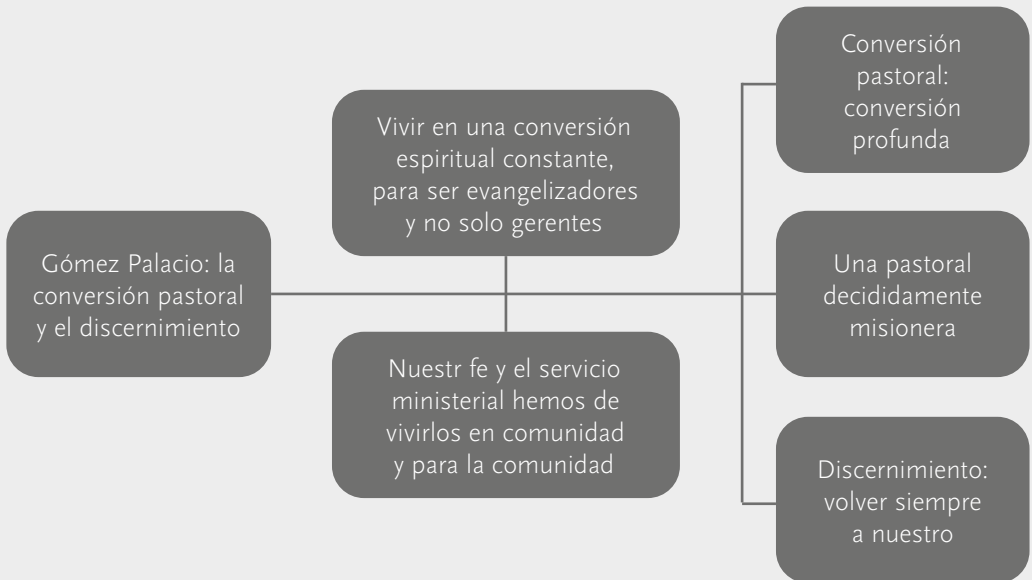 Gómez Palacio: la
conversión pastoral
y el discernimiento
Vivir en una conversión
espiritual constante,
para ser evangelizadores
y no solo gerentes
Nuestr fe y el servicio
ministerial hemos de
vivirlos en comunidad
y para la comunidad
Conversión
pastoral:
conversión
profunda
Una pastoral
decididamente
misionera
Discernimiento:
volver siempre
a nuestro